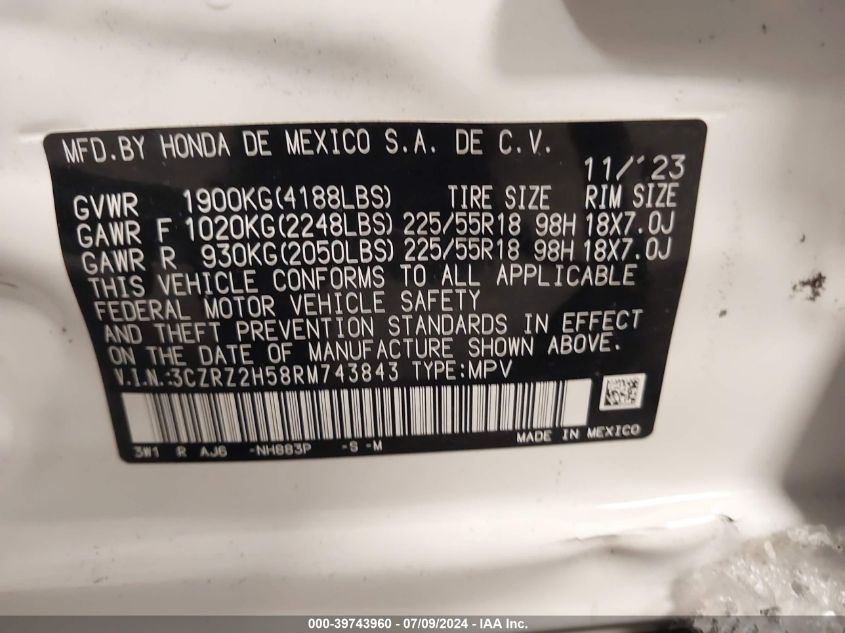 MFD.BY HONDA DE MEXICO S.A. DE C.V. 11/'23
GVWR 1900KG(4188LBS) TIRE SIZE RIM SIZE
GAWR F 1020KG(2248LBS) 225/55R18 98H 18X7.0J
GAWR R 930KG(2050LBS) 225/55R18 98H 18X7.0J
THIS VEHICLE CONFORMS TO ALL APPLICABLE
FEDERAL MOTOR VEHICLE SAFETY
AND THEFT PREVENTION STANDARDS IN EFFECT
ON THE DATE OF MANUFACTURE SHOWN ABOVE.
V.I.N.:3CZRZ2H58RM743843 TYPE:MPV
3W1 R AJ6 -NH883P -S -M MADE IN MEXICO
000-39743960 / 07/09/2024 - IAA Inc.